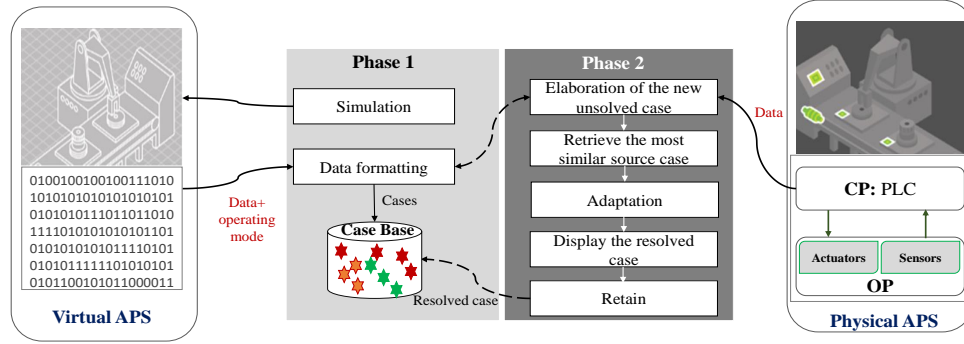 0100100100100111010
1010101010101010101
0101010111011011010
1111010101010101101
0101010101011110101
0101011111101010101
0101100101011000011
Virtual APS
Data+
operating
mode
Phase 1
Simulation
Data formatting
Cases
Case Base
Resolved case
Phase 2
Elaboration of the new
unsolved case
Retrieve the most
similar source case
Adaptation
Display the resolved
case
Retain
Data
CP: PLC
Actuators
Sensors
OP
Physical APS